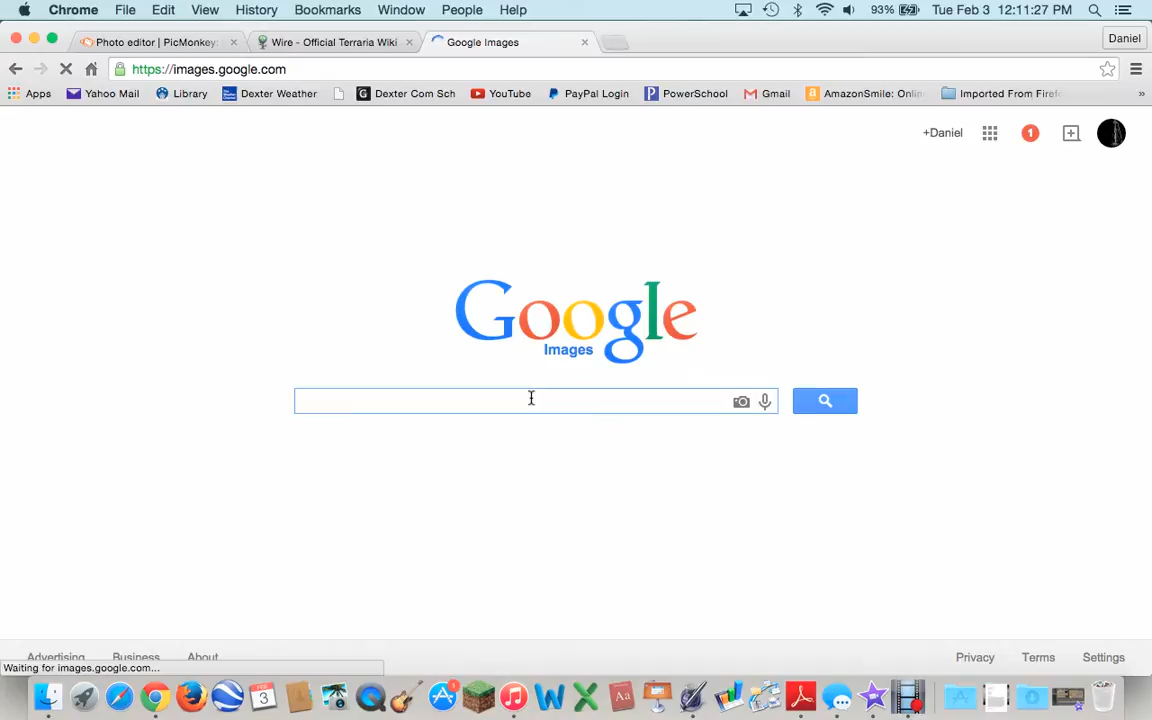 Chrome File Edit View History Bookmarks Window People Help 93% Tue Feb 3 12:11:27 PM
Photo editor | PicMonkey: Wire - Official Terraria Wiki Google Images Daniel
https://images.google.com
Apps Yahoo Mail Library Dexter Weather Dexter Com Sch YouTube PayPal Login PowerSchool Gmail AmazonSmile: Onlin Imported From Firefo »
+Daniel 1
Google
Images
Advertising Business About Privacy Terms Settings
Waiting for images.google.com...